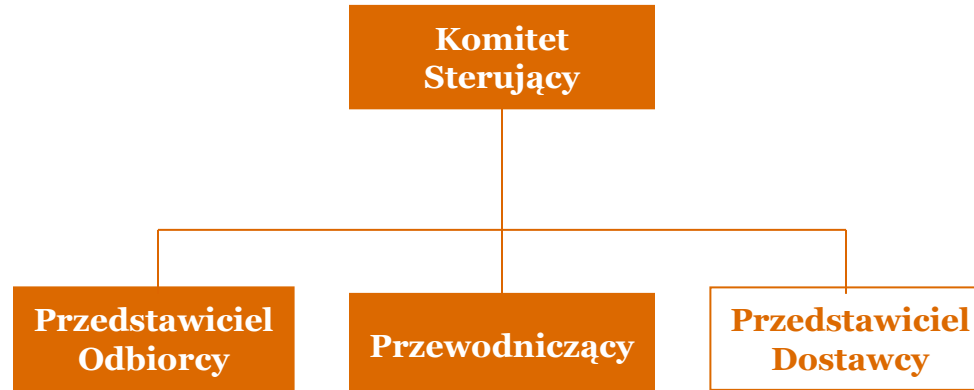 Komitet
Sterujący
Przedstawiciel
Odbiorcy
Przewodniczący
Przedstawiciel
Dostawcy